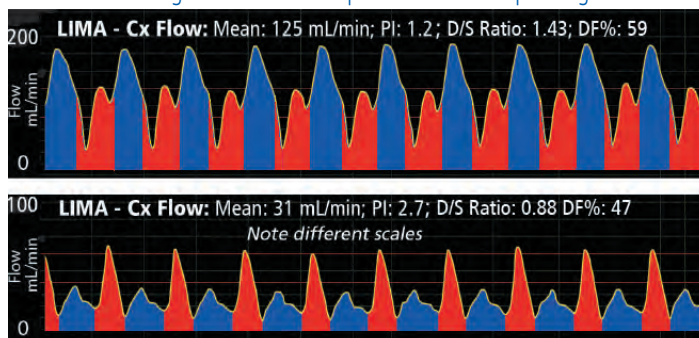 200
LIMA - Cx Flow: Mean: 125 mL/min; PI: 1.2; D/S Ratio: 1.43; DF%: 59
Flow
mL/min
0
100
LIMA - Cx Flow: Mean: 31 mL/min; PI: 2.7; D/S Ratio: 0.88 DF%: 47
Note different scales
Flow
mL/min
0